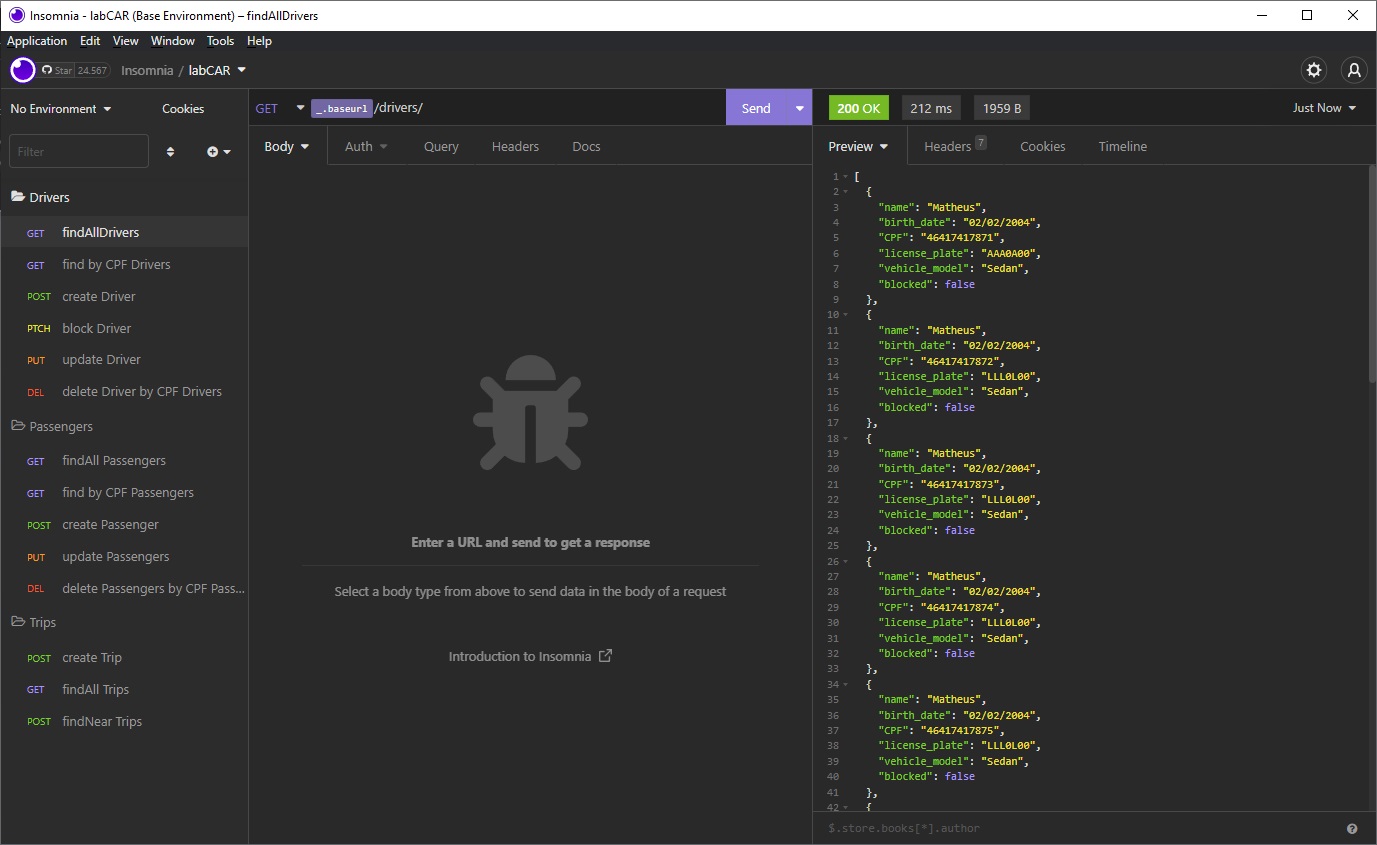 Insomnia - labCAR (Base Environment) – findAllDrivers
Application Edit View Window Tools Help
Star 24.567 Insomnia / labCAR
No Environment Cookies
Filter
Drivers
GET findAllDrivers
GET find by CPF Drivers
POST create Driver
PTCH block Driver
PUT update Driver
DEL delete Driver by CPF Drivers
Passengers
GET findAll Passengers
GET find by CPF Passengers
POST create Passenger
PUT update Passengers
DEL delete Passengers by CPF Pass...
Trips
POST create Trip
GET findAll Trips
POST findNear Trips
GET _.baseurl /drivers/ Send
Body Auth Query Headers Docs
Enter a URL and send to get a response
Select a body type from above to send data in the body of a request
Introduction to Insomnia
200 OK 212 ms 1959 B Just Now
Preview Headers 7 Cookies Timeline
1 [
2 {
3 "name": "Matheus",
4 "birth_date": "02/02/2004",
5 "CPF": "46417417871",
6 "license_plate": "AAA0A00",
7 "vehicle_model": "Sedan",
8 "blocked": false
9 },
10 {
11 "name": "Matheus",
12 "birth_date": "02/02/2004",
13 "CPF": "46417417872",
14 "license_plate": "LLL0L00",
15 "vehicle_model": "Sedan",
16 "blocked": false
17 },
18 {
19 "name": "Matheus",
20 "birth_date": "02/02/2004",
21 "CPF": "46417417873",
22 "license_plate": "LLL0L00",
23 "vehicle_model": "Sedan",
24 "blocked": false
25 },
26 {
27 "name": "Matheus",
28 "birth_date": "02/02/2004",
29 "CPF": "46417417874",
30 "license_plate": "LLL0L00",
31 "vehicle_model": "Sedan",
32 "blocked": false
33 },
34 {
35 "name": "Matheus",
36 "birth_date": "02/02/2004",
37 "CPF": "46417417875",
38 "license_plate": "LLL0L00",
39 "vehicle_model": "Sedan",
40 "blocked": false
41 },
42 {
$.store.books[*].author